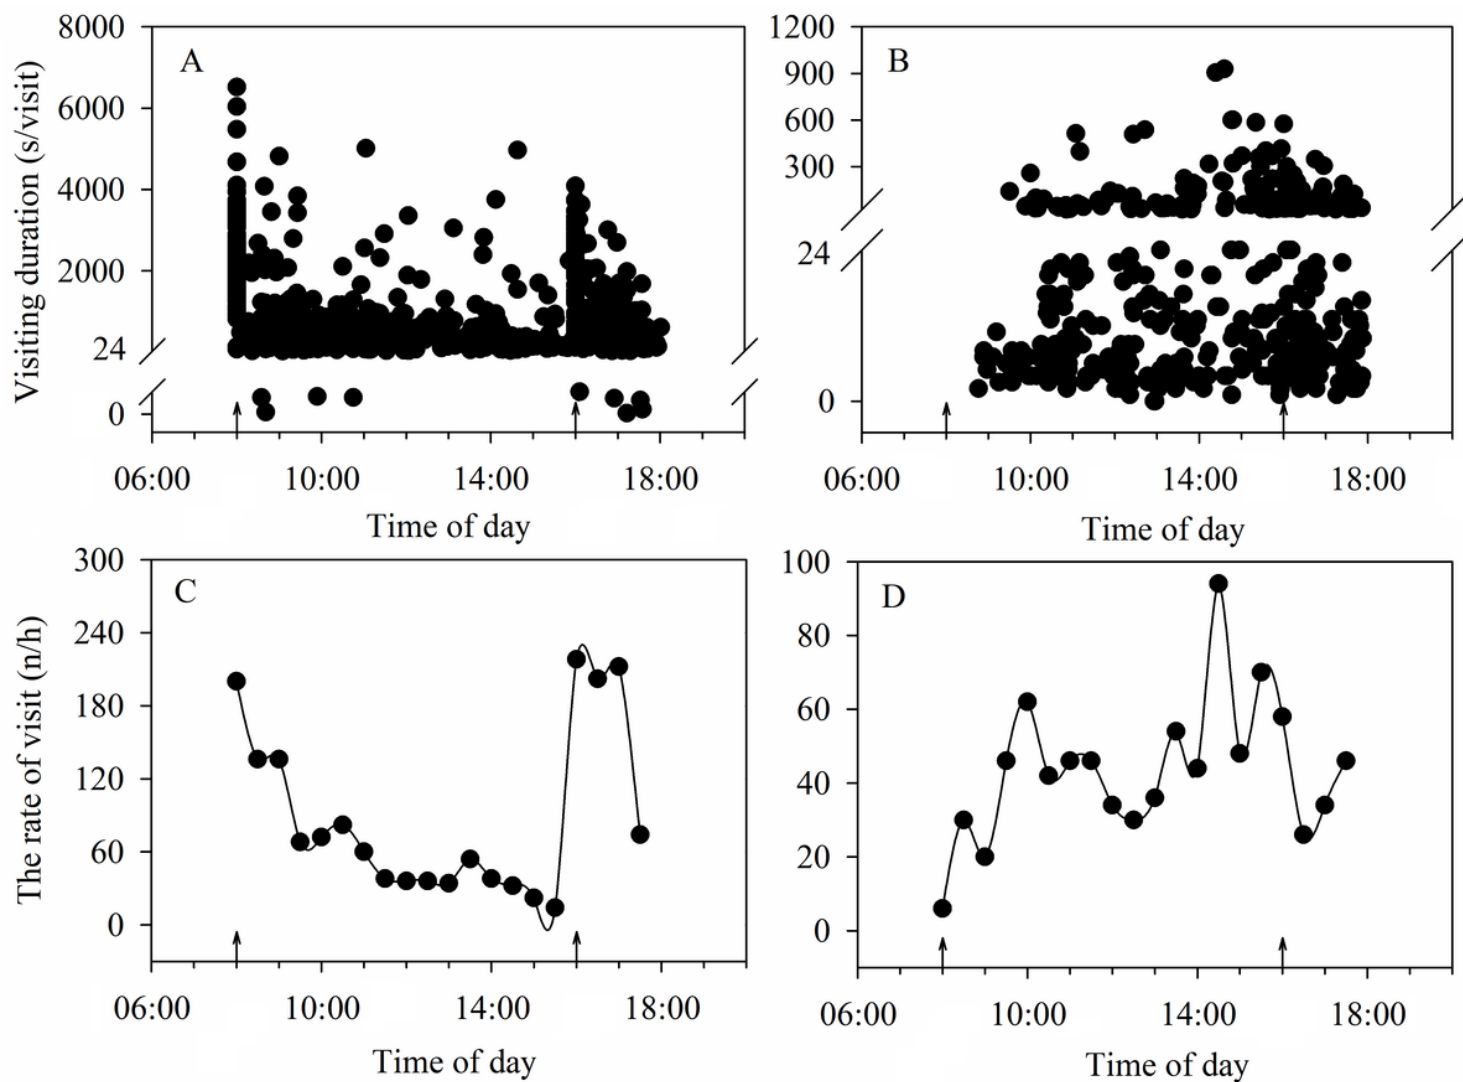 A
8000
6000
4000
2000
24
0
Visiting duration (s/visit)
06:00 10:00 14:00 18:00
Time of day
B
1200
900
600
300
24
0
06:00 10:00 14:00 18:00
Time of day
C
300
240
180
120
60
0
The rate of visit (n/h)
06:00 10:00 14:00 18:00
Time of day
D
100
80
60
40
20
0
06:00 10:00 14:00 18:00
Time of day